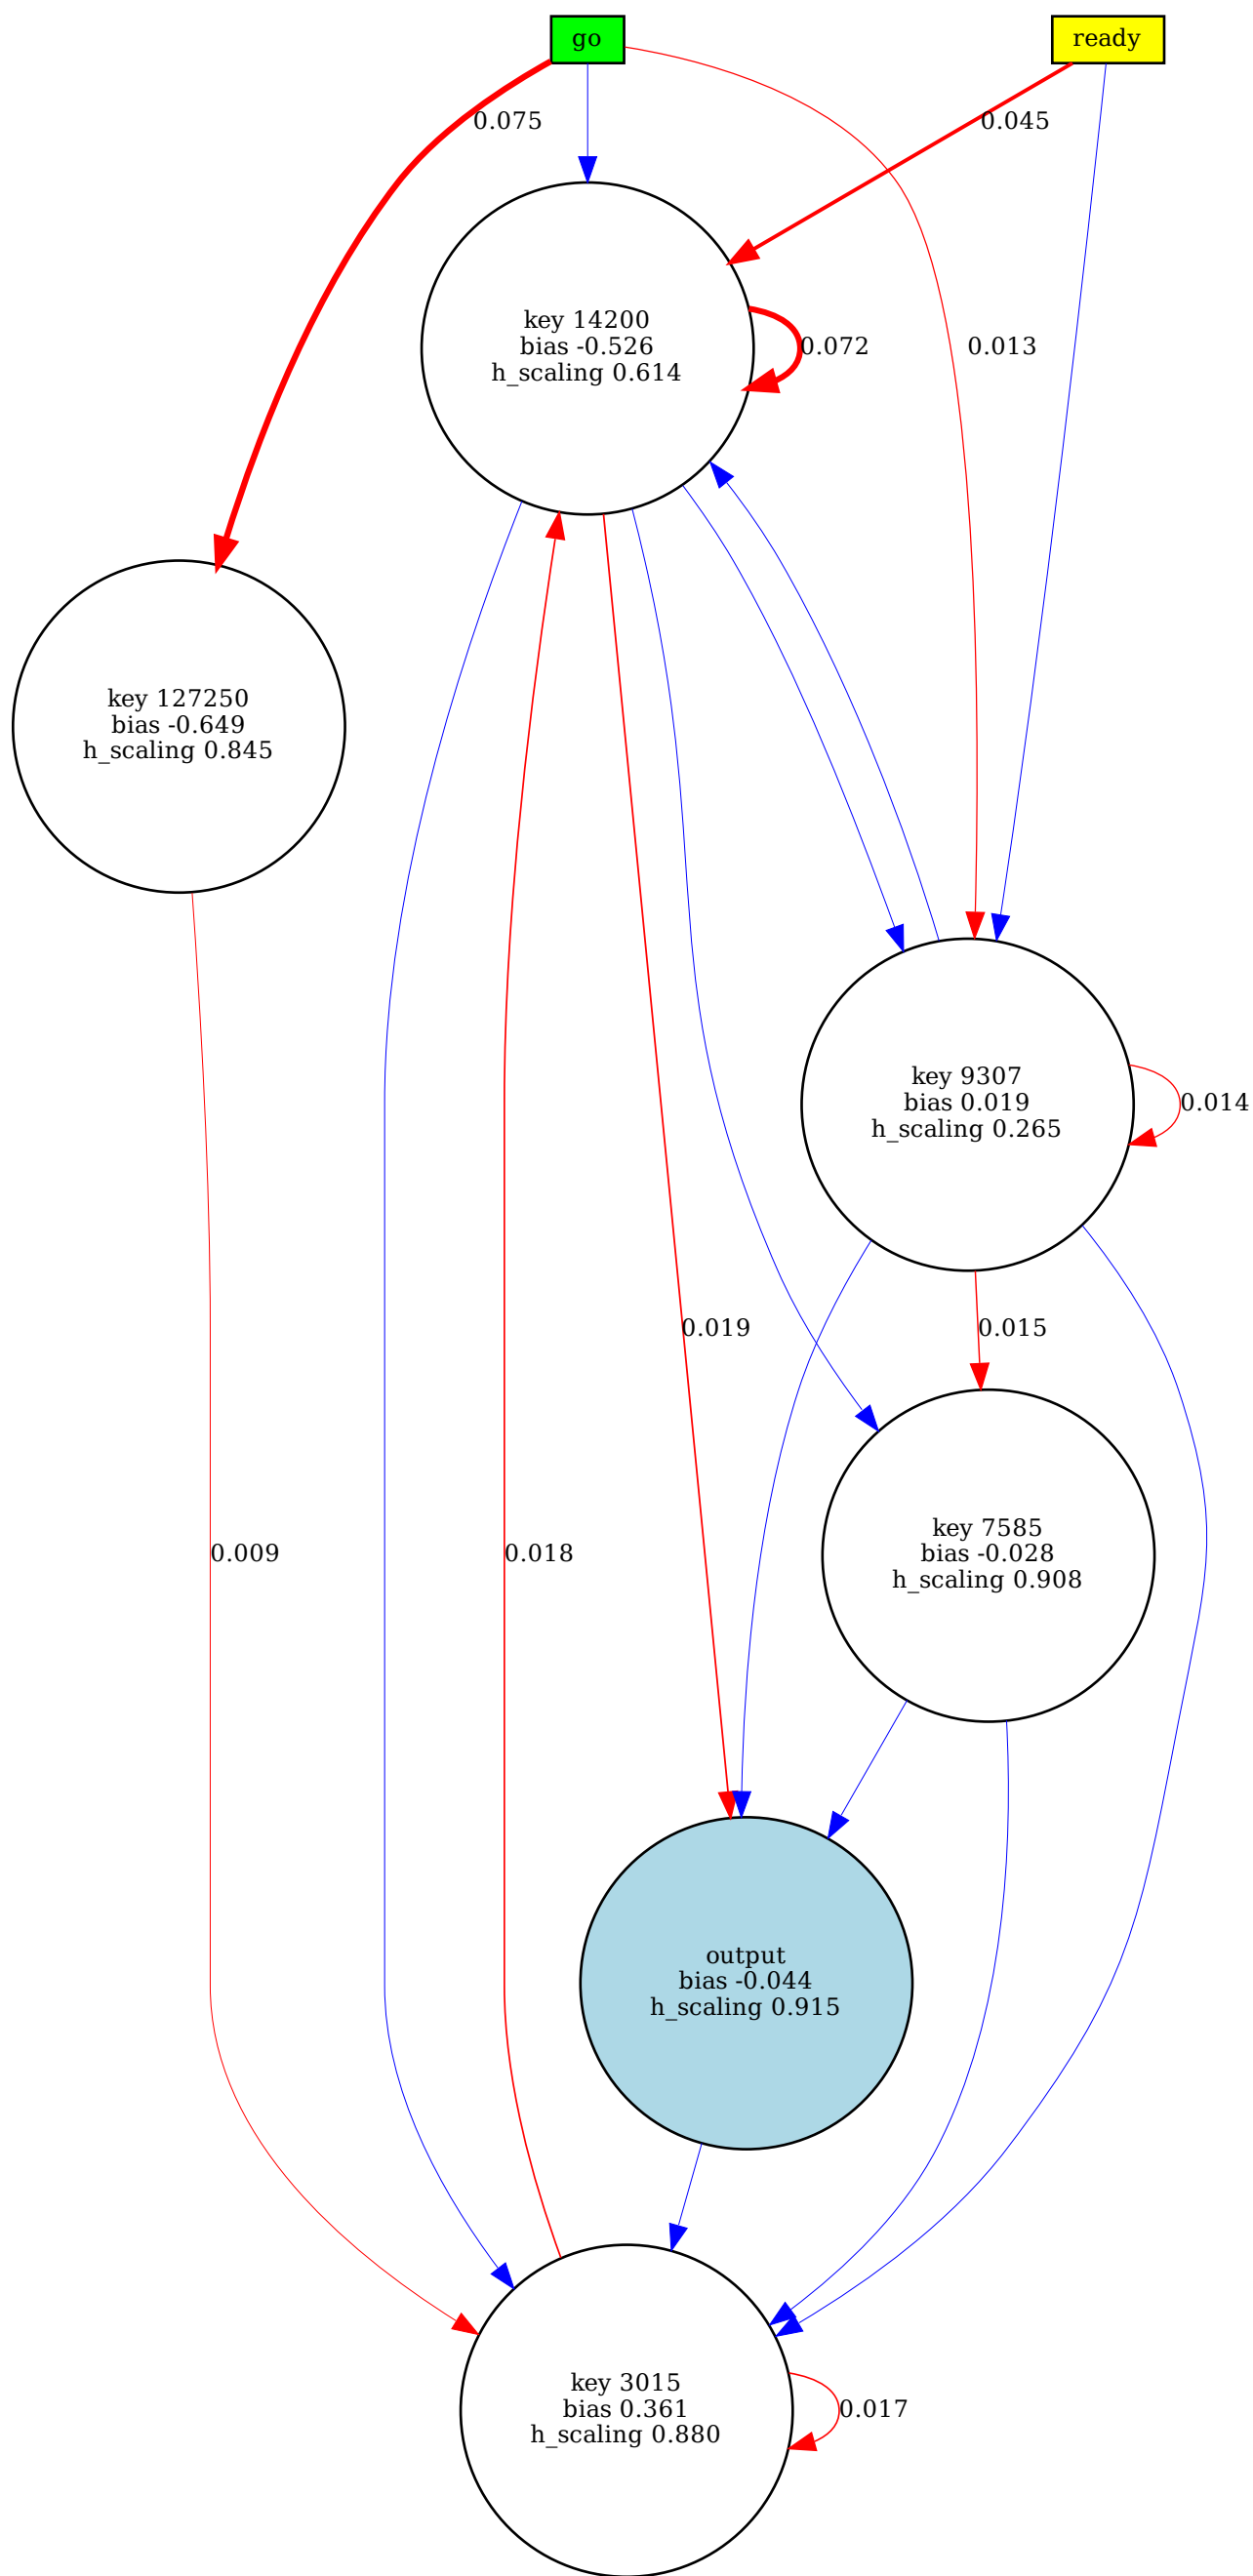 go
ready
0.075
0.045
key 14200
bias -0.526
h_scaling 0.614
0.072
0.013
key 127250
bias -0.649
h_scaling 0.845
key 9307
bias 0.019
h_scaling 0.265
0.014
0.019
0.015
key 7585
bias -0.028
h_scaling 0.908
0.009
0.018
output
bias -0.044
h_scaling 0.915
key 3015
bias 0.361
h_scaling 0.880
0.017